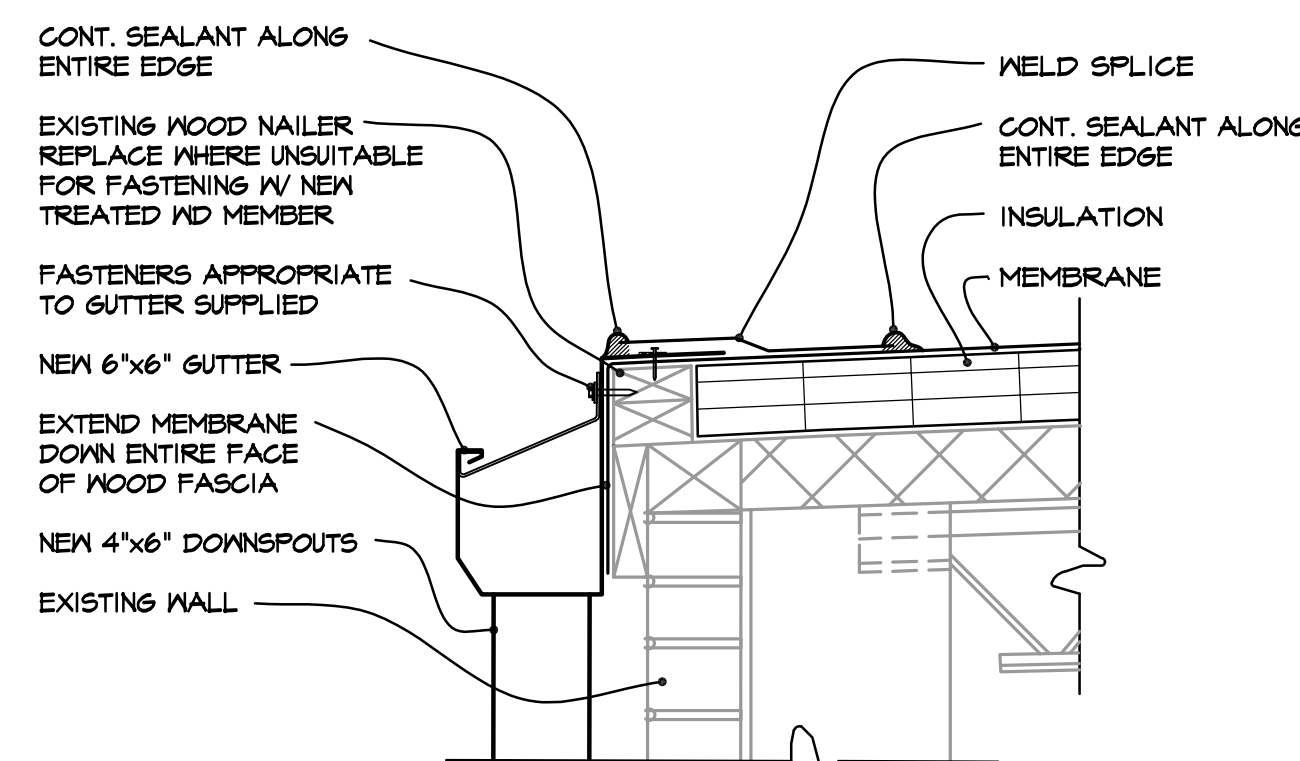 CONT. SEALANT ALONG
ENTIRE EDGE
EXISTING WOOD NAILER
REPLACE WHERE UNSUITABLE
FOR FASTENING W/ NEW
TREATED WD MEMBER
FASTENERS APPROPRIATE
TO GUTTER SUPPLIED
NEW 6"x6" GUTTER
EXTEND MEMBRANE
DOWN ENTIRE FACE
OF WOOD FASCIA
NEW 4"x6" DOWNSPOUTS
EXISTING WALL
WELD SPLICE
CONT. SEALANT ALONG
ENTIRE EDGE
INSULATION
MEMBRANE